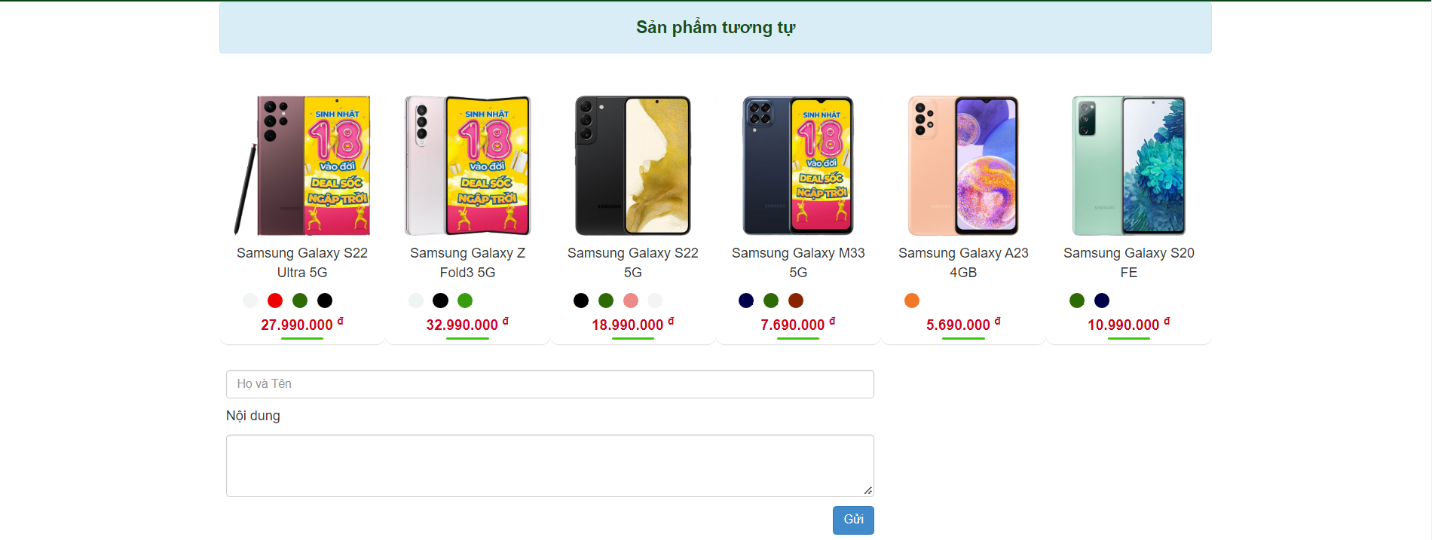 Sản phẩm tương tự
SINH NHẬT
18
vào đời
DEAL SỐC
NGẬP TRỜI
SINH NHẬT
18
vào đời
DEAL SỐC
NGẬP TRỜI
SINH NHẬT
18
vào đời
DEAL SỐC
NGẬP TRỜI
Samsung Galaxy S22
Ultra 5G
27.990.000 đ
Samsung Galaxy Z
Fold3 5G
32.990.000 đ
Samsung Galaxy S22
5G
18.990.000 đ
Samsung Galaxy M33
5G
7.690.000 đ
Samsung Galaxy A23
4GB
5.690.000 đ
Samsung Galaxy S20
FE
10.990.000 đ
Họ và Tên
Nội dung
Gửi